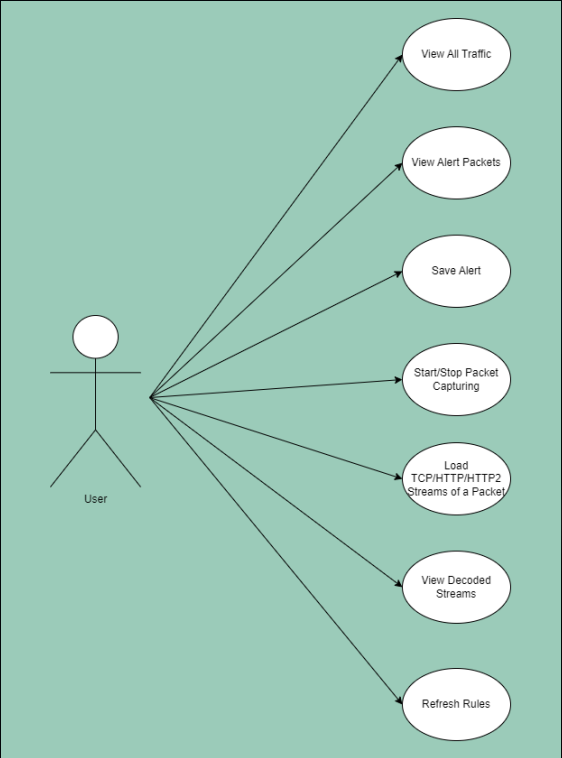 View All Traffic
View Alert Packets
Save Alert
Start/Stop Packet
Capturing
Load
TCP/HTTP/HTTP2
Streams of a Packet
User
View Decoded
Streams
Refresh Rules